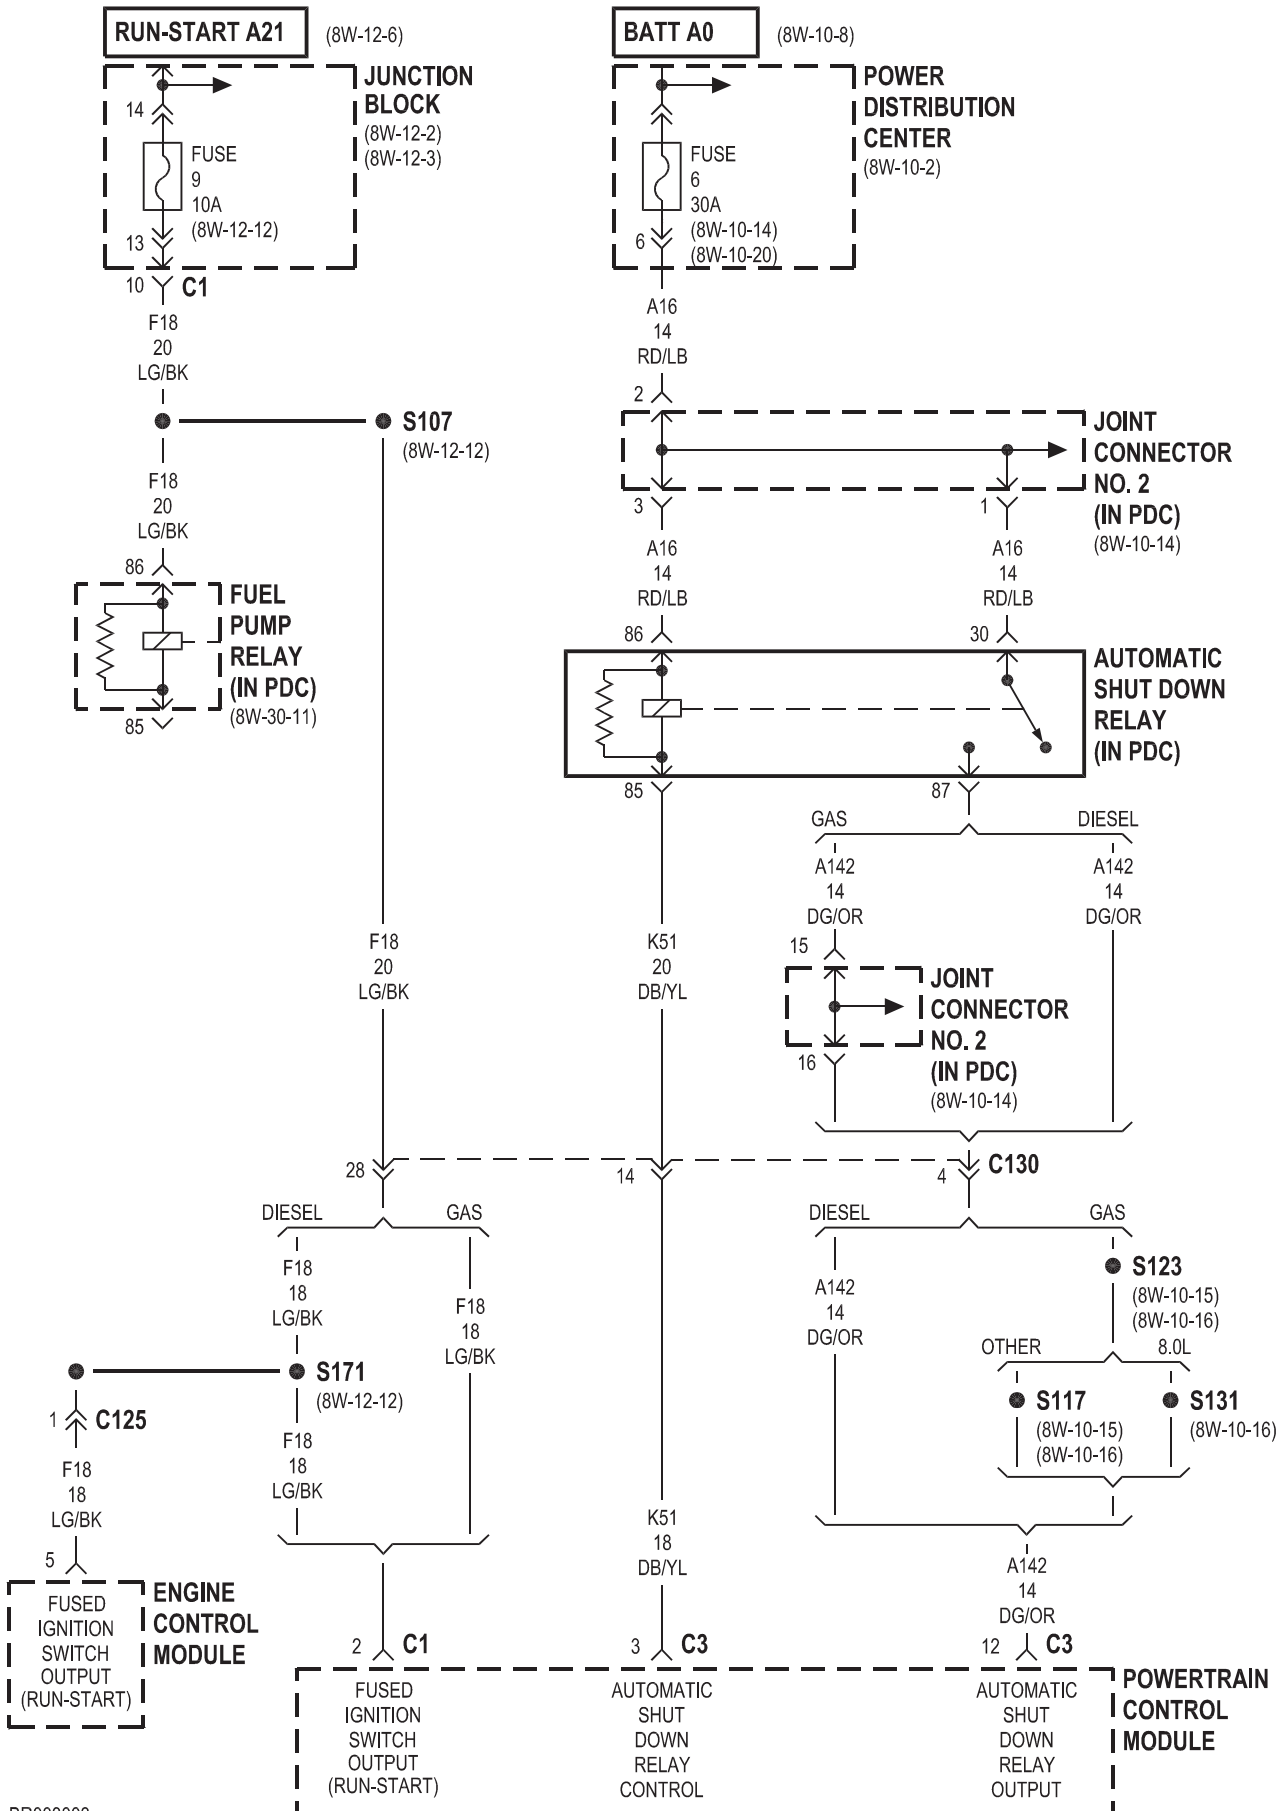 RUN-START A21
(8W-12-6)
BATT A0
(8W-10-8)
JUNCTION
BLOCK
(8W-12-2)
(8W-12-3)
14
FUSE
9
10A
(8W-12-12)
13
10
C1
POWER
DISTRIBUTION
CENTER
(8W-10-2)
FUSE
6
30A
(8W-10-14)
(8W-10-20)
6
F18
20
LG/BK
A16
14
RD/LB
2
S107
(8W-12-12)
JOINT
CONNECTOR
NO. 2
(IN PDC)
(8W-10-14)
3
1
F18
20
LG/BK
A16
14
RD/LB
A16
14
RD/LB
86
FUEL
PUMP
RELAY
(IN PDC)
(8W-30-11)
85
86
30
AUTOMATIC
SHUT DOWN
RELAY
(IN PDC)
85
87
GAS
DIESEL
A142
14
DG/OR
A142
14
DG/OR
F18
20
LG/BK
K51
20
DB/YL
15
JOINT
CONNECTOR
NO. 2
(IN PDC)
(8W-10-14)
16
28
14
4
C130
DIESEL
GAS
DIESEL
GAS
F18
18
LG/BK
F18
18
LG/BK
A142
14
DG/OR
S123
(8W-10-15)
(8W-10-16)
OTHER
8.0L
S171
(8W-12-12)
S117
(8W-10-15)
(8W-10-16)
S131
(8W-10-16)
1
C125
F18
18
LG/BK
F18
18
LG/BK
K51
18
DB/YL
A142
14
DG/OR
5
FUSED
IGNITION
SWITCH
OUTPUT
(RUN-START)
ENGINE
CONTROL
MODULE
2
C1
3
C3
12
C3
FUSED
IGNITION
SWITCH
OUTPUT
(RUN-START)
AUTOMATIC
SHUT
DOWN
RELAY
CONTROL
AUTOMATIC
SHUT
DOWN
RELAY
OUTPUT
POWERTRAIN
CONTROL
MODULE